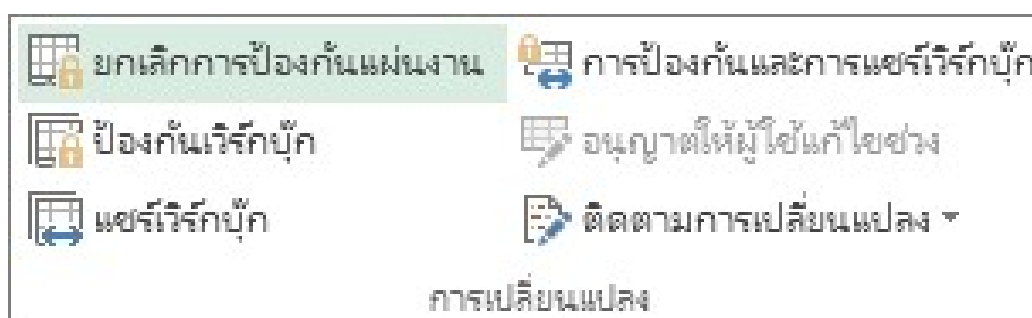 ยกเลิกการป้องกันแผ่นงาน
การป้องกันและการแชร์เวิร์กบุ๊ก
ป้องกันเวิร์กบุ๊ก
อนุญาตให้ผู้ใช้แก้ไขช่วง
แชร์เวิร์กบุ๊ก
ติดตามการเปลี่ยนแปลง
การเปลี่ยนแปลง